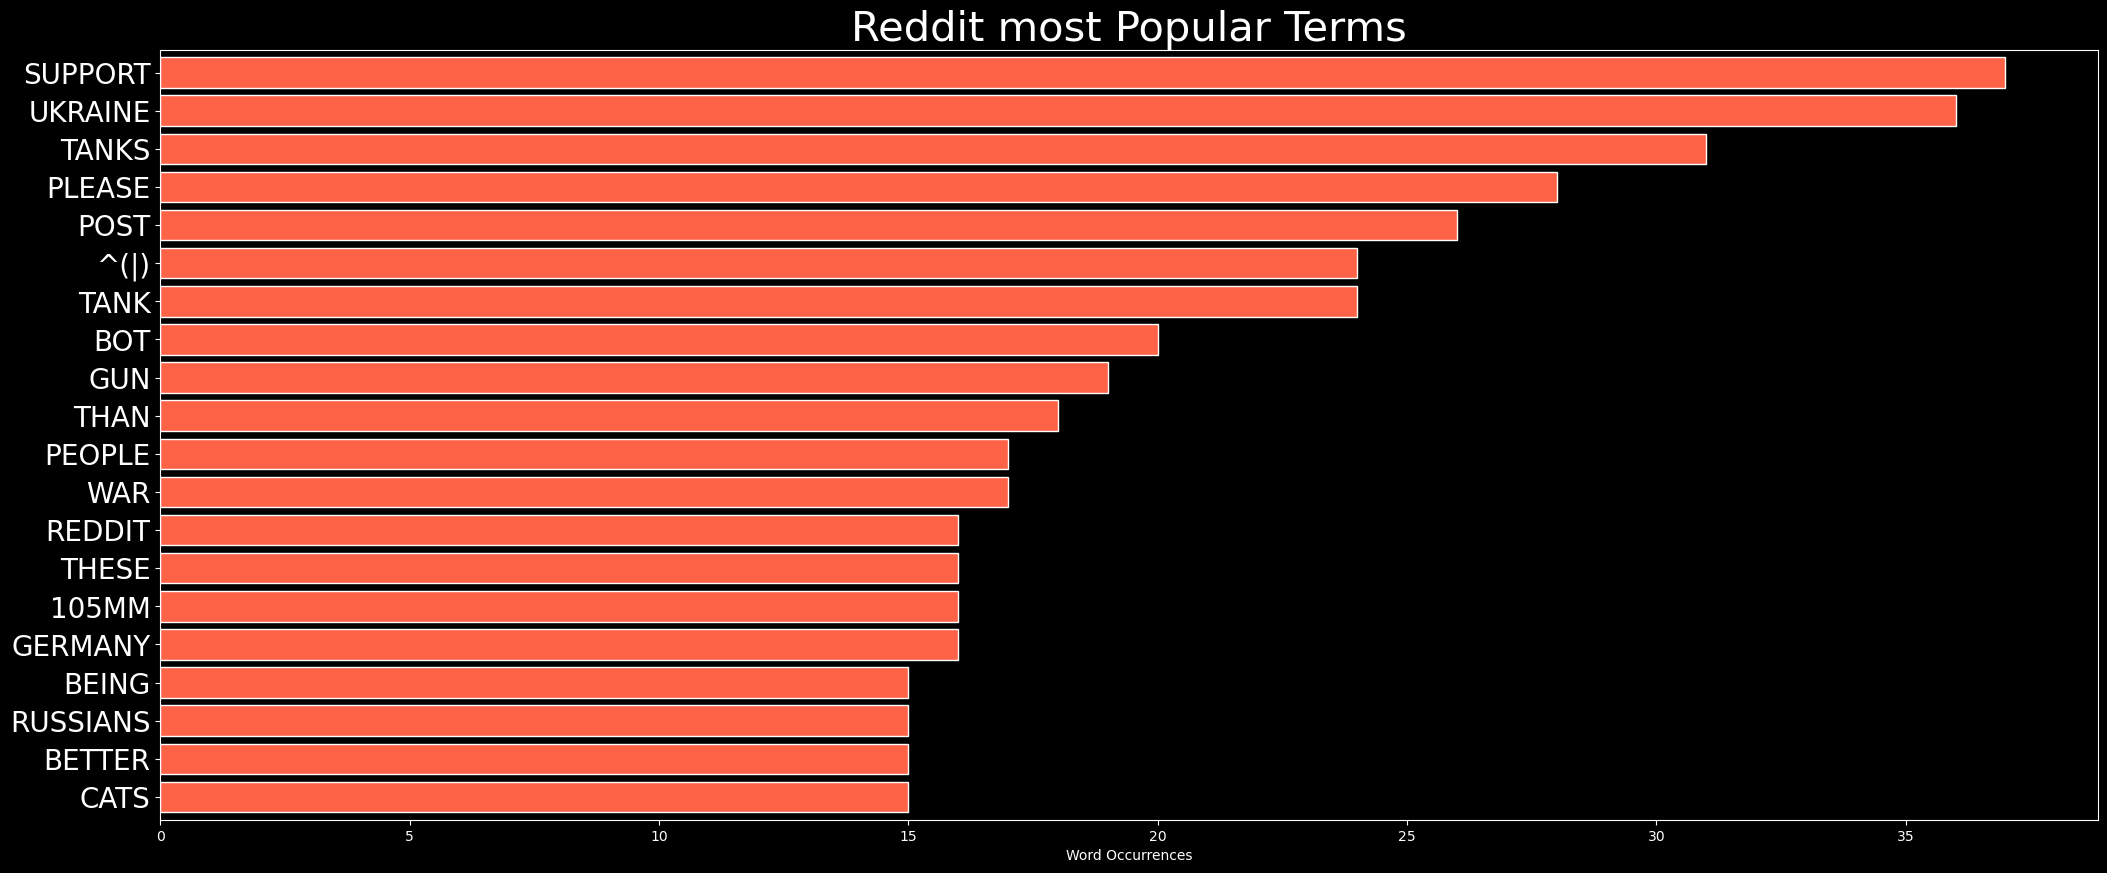 Reddit most Popular Terms
SUPPORT
UKRAINE
TANKS
PLEASE
POST
^(|)
TANK
BOT
GUN
THAN
PEOPLE
WAR
REDDIT
THESE
105MM
GERMANY
BEING
RUSSIANS
BETTER
CATS
0 5 10 15 20 25 30 35
Word Occurrences